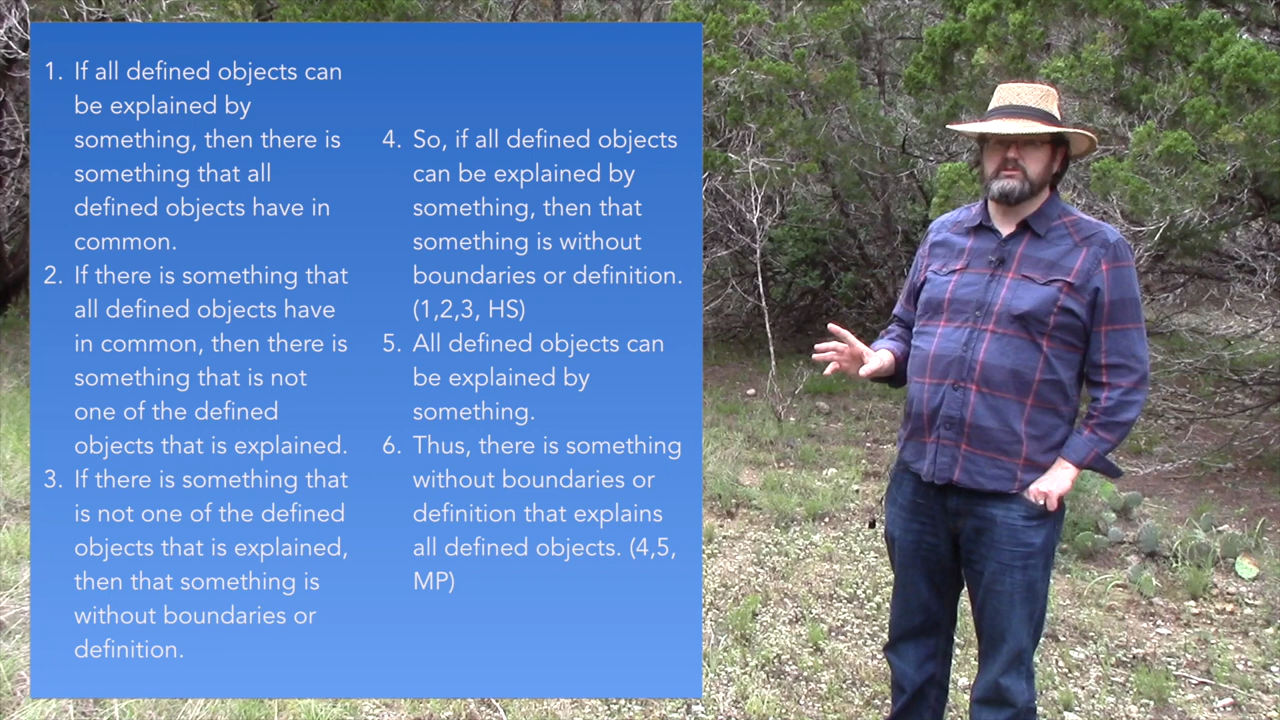 1. If all defined objects can
be explained by
something, then there is
something that all
defined objects have in
common.
2. If there is something that
all defined objects have
in common, then there is
something that is not
one of the defined
objects that is explained.
3. If there is something that
is not one of the defined
objects that is explained,
then that something is
without boundaries or
definition.
4. So, if all defined objects
can be explained by
something, then that
something is without
boundaries or definition.
(1,2,3, HS)
5. All defined objects can
be explained by
something.
6. Thus, there is something
without boundaries or
definition that explains
all defined objects. (4,5,
MP)